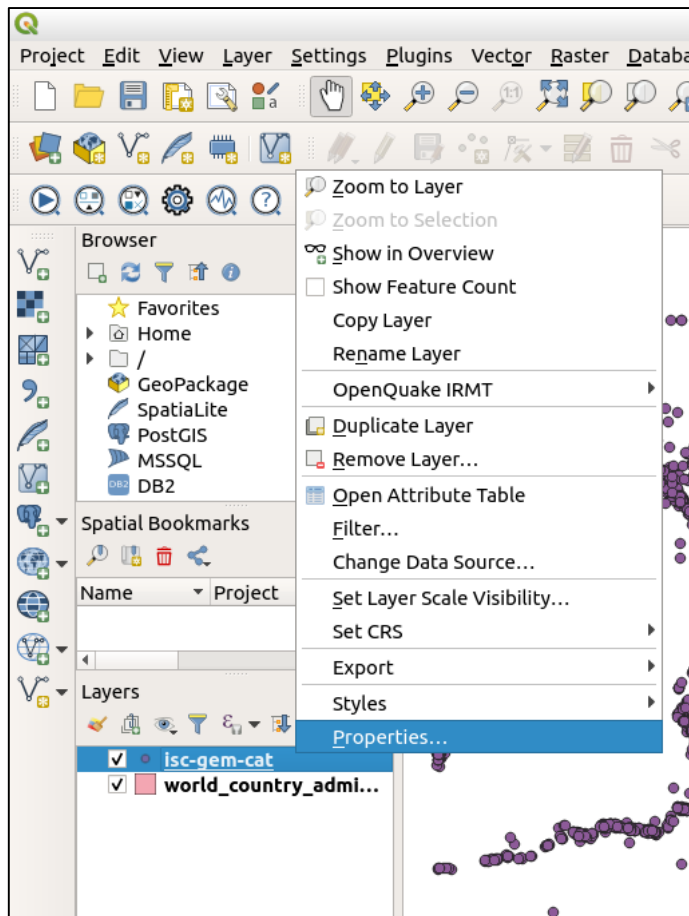 Project Edit View Layer Settings Plugins Vector Raster Databa
a
1:1
Zoom to Layer
Zoom to Selection
Show in Overview
Show Feature Count
Copy Layer
Rename Layer
OpenQuake IRMT
Duplicate Layer
Remove Layer…
Open Attribute Table
Filter…
Change Data Source…
Set Layer Scale Visibility…
Set CRS
Export
Styles
Properties…
Browser
Favorites
Home
/
GeoPackage
SpatiaLite
PostGIS
MSSQL
DB2 DB2
Spatial Bookmarks
Name Project
Layers
isc-gem-cat
world_country_admi...